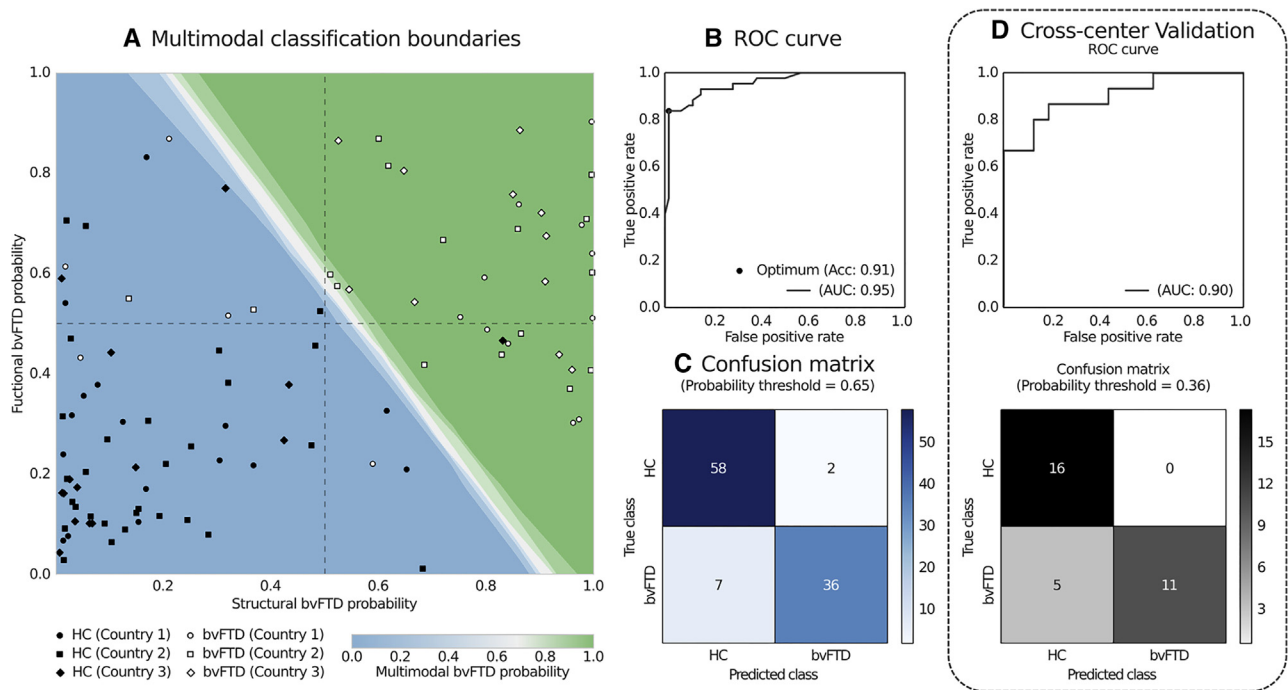 A Multimodal classification boundaries
1.0
0.8
0.6
0.4
0.2
0.0
Fuctional bvFTD probability
0.2
0.4
0.6
0.8
1.0
Structural bvFTD probability
HC (Country 1)
HC (Country 2)
HC (Country 3)
bvFTD (Country 1)
bvFTD (Country 2)
bvFTD (Country 3)
0.0
0.2
0.4
0.6
0.8
1.0
Multimodal bvFTD probability
B ROC curve
1.0
0.8
0.6
0.4
0.2
0.0
True positive rate
Optimum (Acc: 0.91)
(AUC: 0.95)
0.2
0.4
0.6
0.8
1.0
False positive rate
C Confusion matrix
(Probability threshold = 0.65)
HC
bvFTD
True class
58
2
7
36
HC
bvFTD
Predicted class
50
40
30
20
10
D Cross-center Validation
ROC curve
1.0
0.8
0.6
0.4
0.2
0.0
True positive rate
(AUC: 0.90)
0.2
0.4
0.6
0.8
1.0
False positive rate
Confusion matrix
(Probability threshold = 0.36)
HC
bvFTD
True class
16
0
5
11
HC
bvFTD
Predicted class
15
12
9
6
3